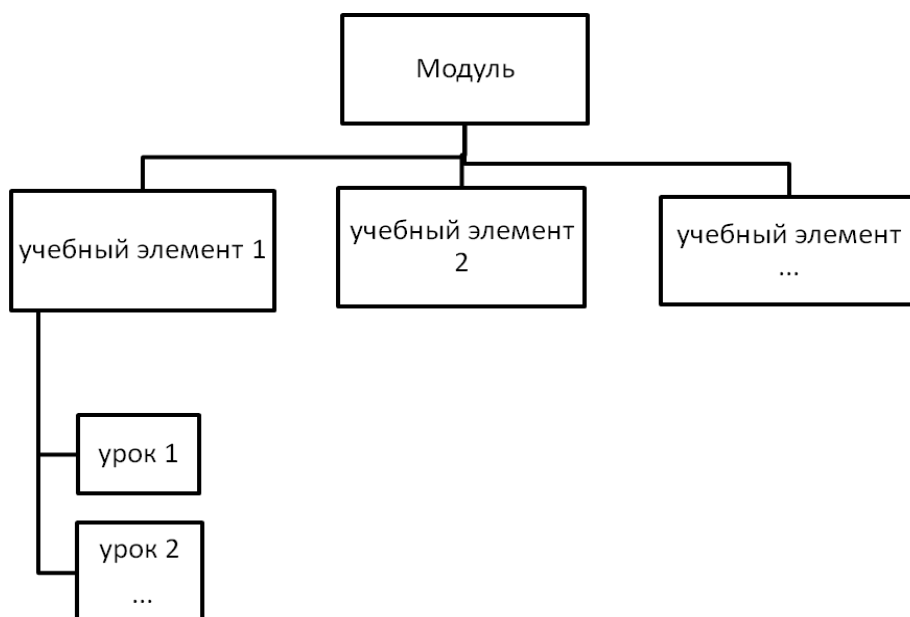 Модуль
учебный элемент 1
учебный элемент
2
учебный элемент
...
урок 1
урок 2
...